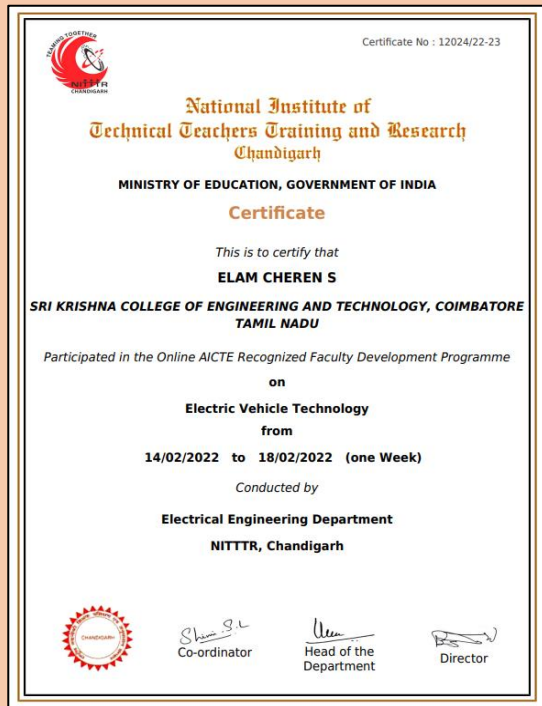 TEAMING TOGETHER
NITTTR
CHANDIGARH
Certificate No : 12024/22-23
National Institute of
Technical Teachers Training and Research
Chandigarh
MINISTRY OF EDUCATION, GOVERNMENT OF INDIA
Certificate
This is to certify that
ELAM CHEREN S
SRI KRISHNA COLLEGE OF ENGINEERING AND TECHNOLOGY, COIMBATORE
TAMIL NADU
Participated in the Online AICTE Recognized Faculty Development Programme
on
Electric Vehicle Technology
from
14/02/2022 to 18/02/2022 (one Week)
Conducted by
Electrical Engineering Department
NITTTR, Chandigarh
CHANDIGARH
Shimi S.L
Co-ordinator
Head of the
Department
Director